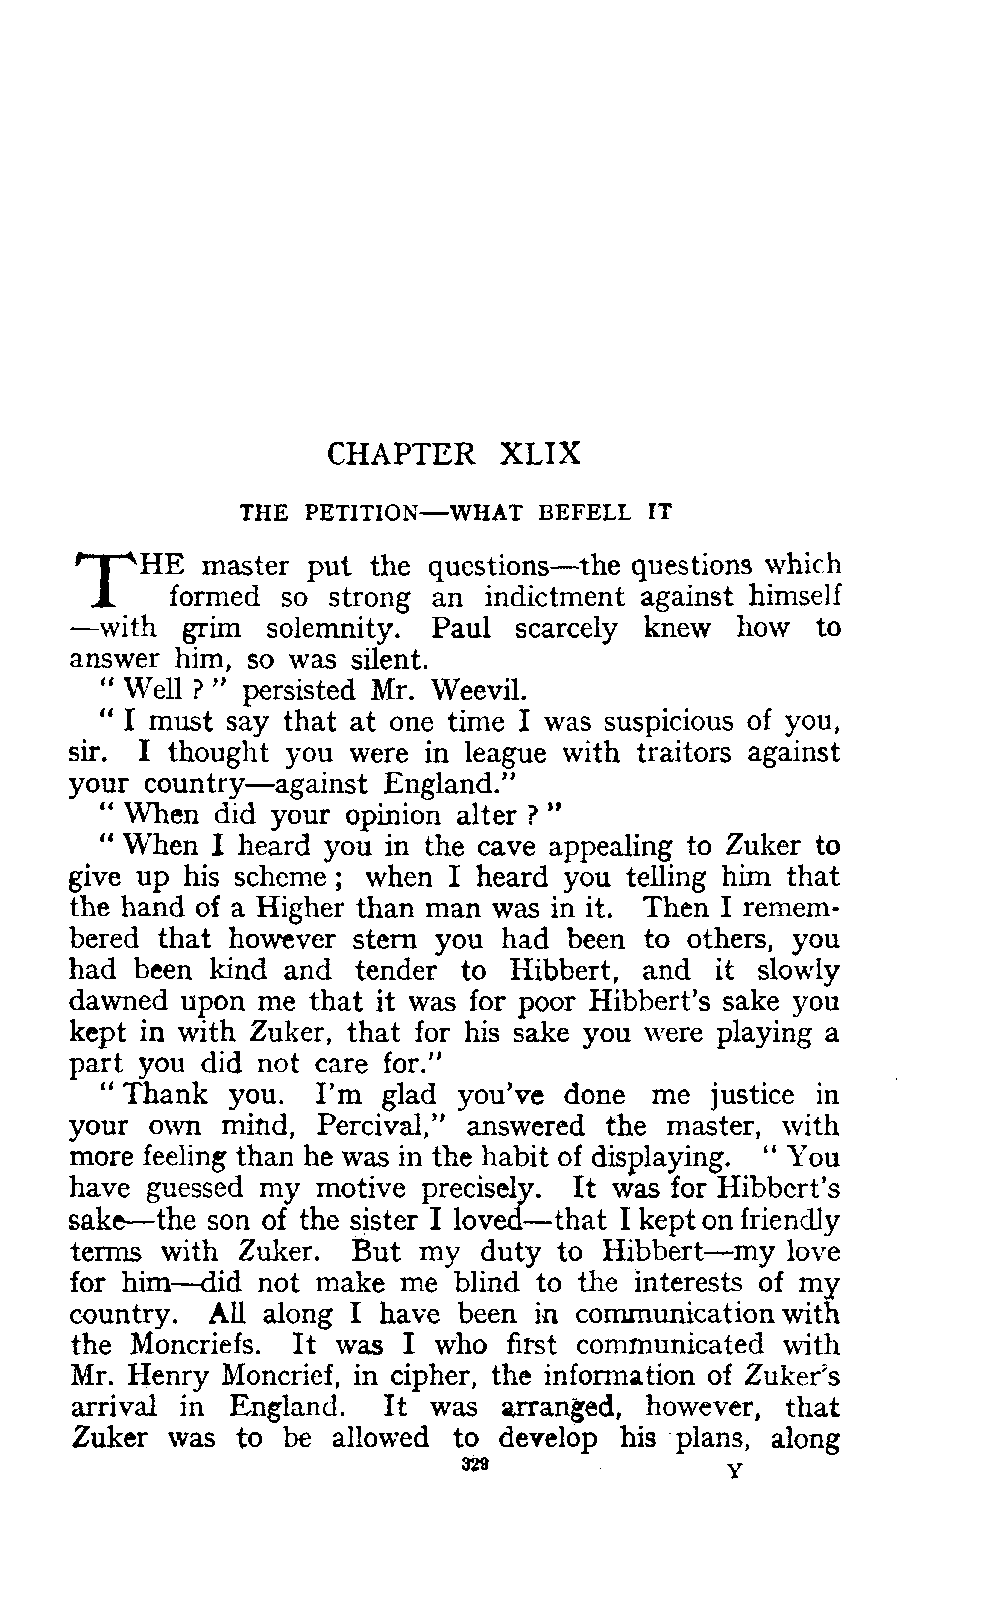 CHAPTER XLIX
THE PETITION—WHAT BEFELL IT
THE master put the questions—the questions which
formed so strong an indictment against himself
—with grim solemnity. Paul scarcely knew how to
answer him, so was silent.
" Well ? " persisted Mr. Weevil.
" I must say that at one time I was suspicious of you,
sir. I thought you were in league with traitors against
your country—against England."
" When did your opinion alter ? "
" When I heard you in the cave appealing to Zuker to
give up his scheme ; when I heard you telling him that
the hand of a Higher than man was in it. Then I remem-
bered that however stern you had been to others, you
had been kind and tender to Hibbert, and it slowly
dawned upon me that it was for poor Hibbert's sake you
kept in with Zuker, that for his sake you were playing a
part you did not care for."
" Thank you. I'm glad you've done me justice in
your own mind, Percival," answered the master, with
more feeling than he was in the habit of displaying. " You
have guessed my motive precisely. It was for Hibbert's
sake—the son of the sister I loved—that I kept on friendly
terms with Zuker. But my duty to Hibbert—my love
for him—did not make me blind to the interests of my
country. All along I have been in communication with
the Moncriefs. It was I who first communicated with
Mr. Henry Moncrief, in cipher, the information of Zuker's
arrival in England. It was arranged, however, that
Zuker was to be allowed to develop his plans, along
329 Y